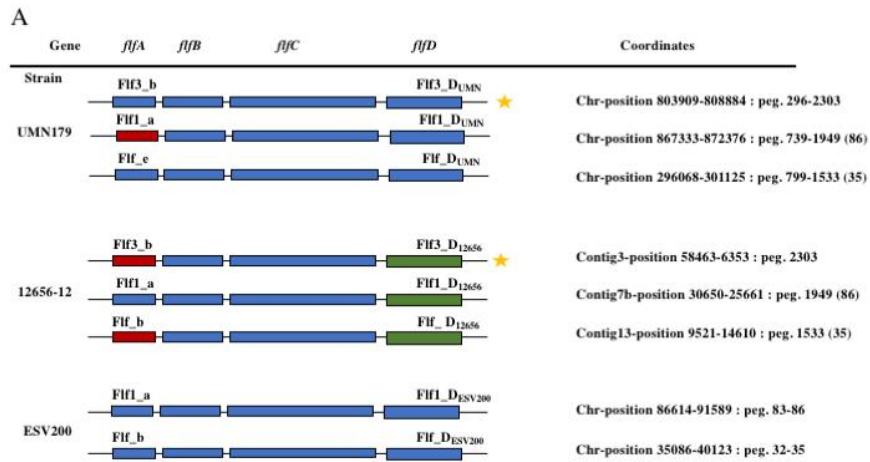 A
Gene flfA flfB flfC flfD Coordinates
Strain
Flf3_b Flf3_DUMN
Chr-position 803909-808884 : peg. 296-2303
Flf1_a Flf1_DUMN
UMN179
Chr-position 867333-872376 : peg. 739-1949 (86)
Flf_e Flf_DUMN
Chr-position 296068-301125 : peg. 799-1533 (35)
Flf3_b Flf3_D12656
Contig3-position 58463-6353 : peg. 2303
Flf1_a Flf1_D12656
12656-12
Contig7b-position 30650-25661 : peg. 1949 (86)
Flf_b Flf_ D12656
Contig13-position 9521-14610 : peg. 1533 (35)
Flf1_a Flf1_DESV200
Chr-position 86614-91589 : peg. 83-86
ESV200
Flf_b Flf_DESV200
Chr-position 35086-40123 : peg. 32-35